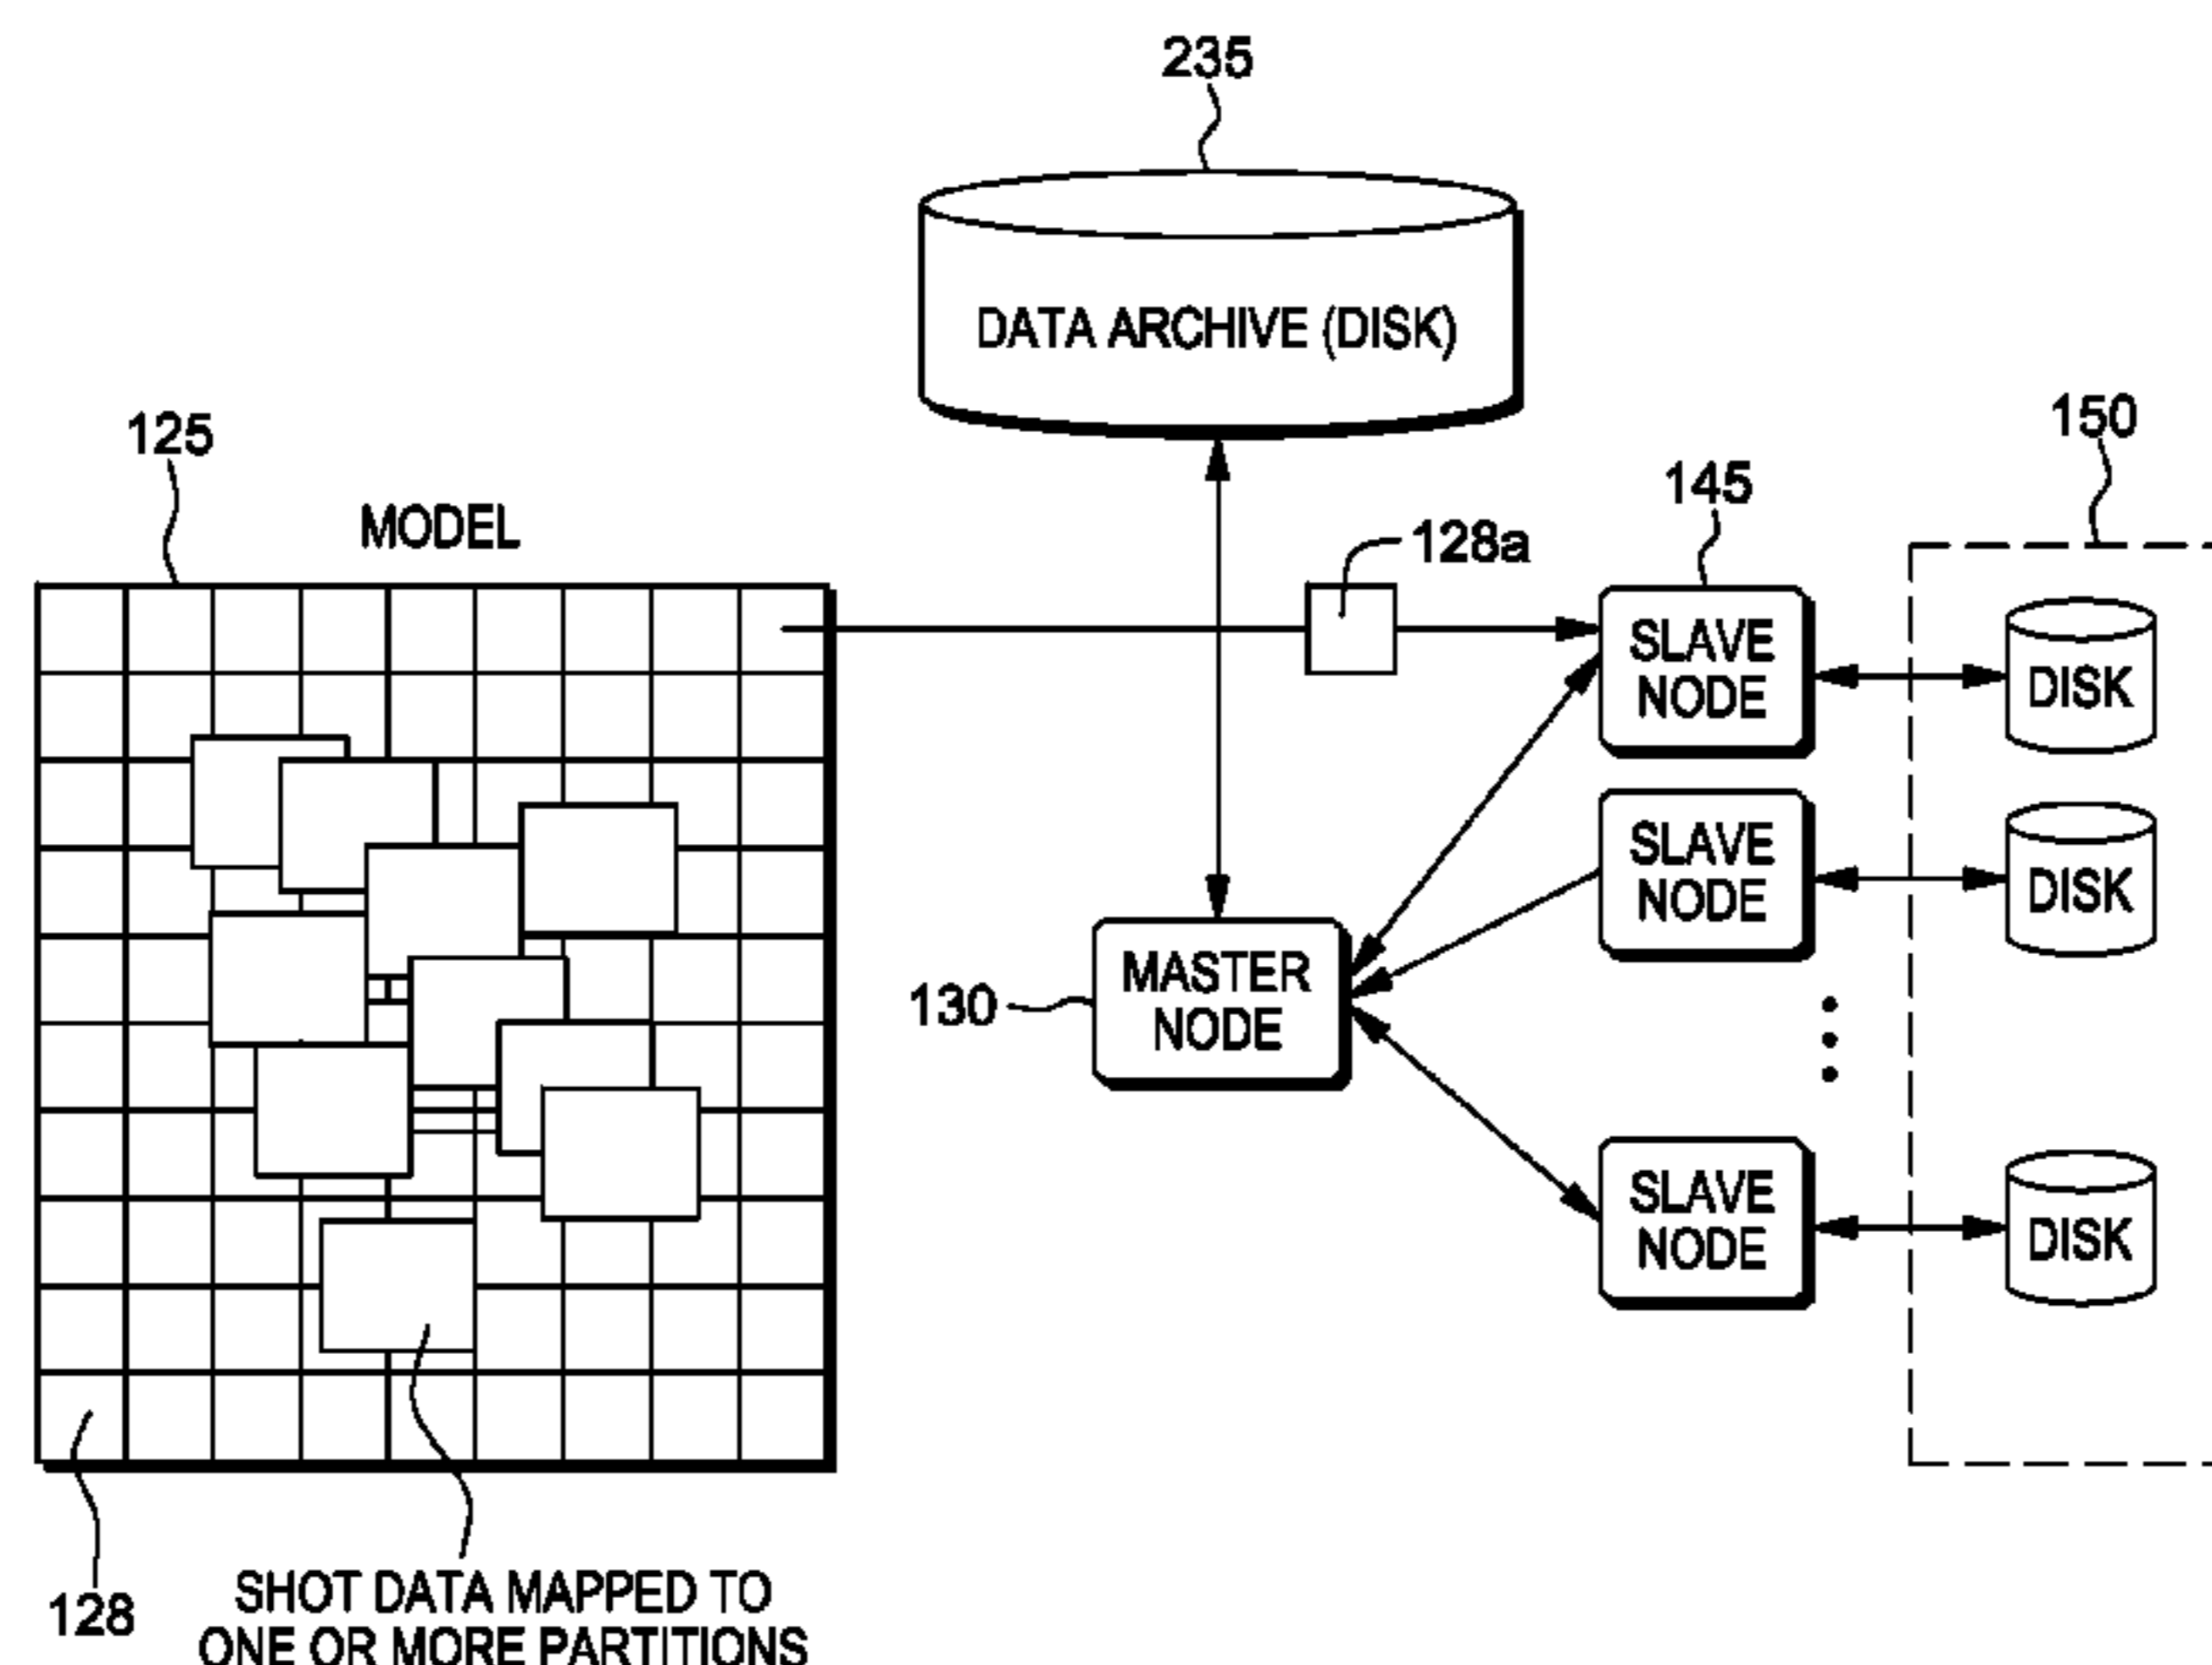 235
DATA ARCHIVE (DISK)
125
MODEL
128a
145
150
SLAVE
NODE
DISK
SLAVE
NODE
DISK
130
MASTER
NODE
SLAVE
NODE
DISK
128
SHOT DATA MAPPED TO
ONE OR MORE PARTITIONS